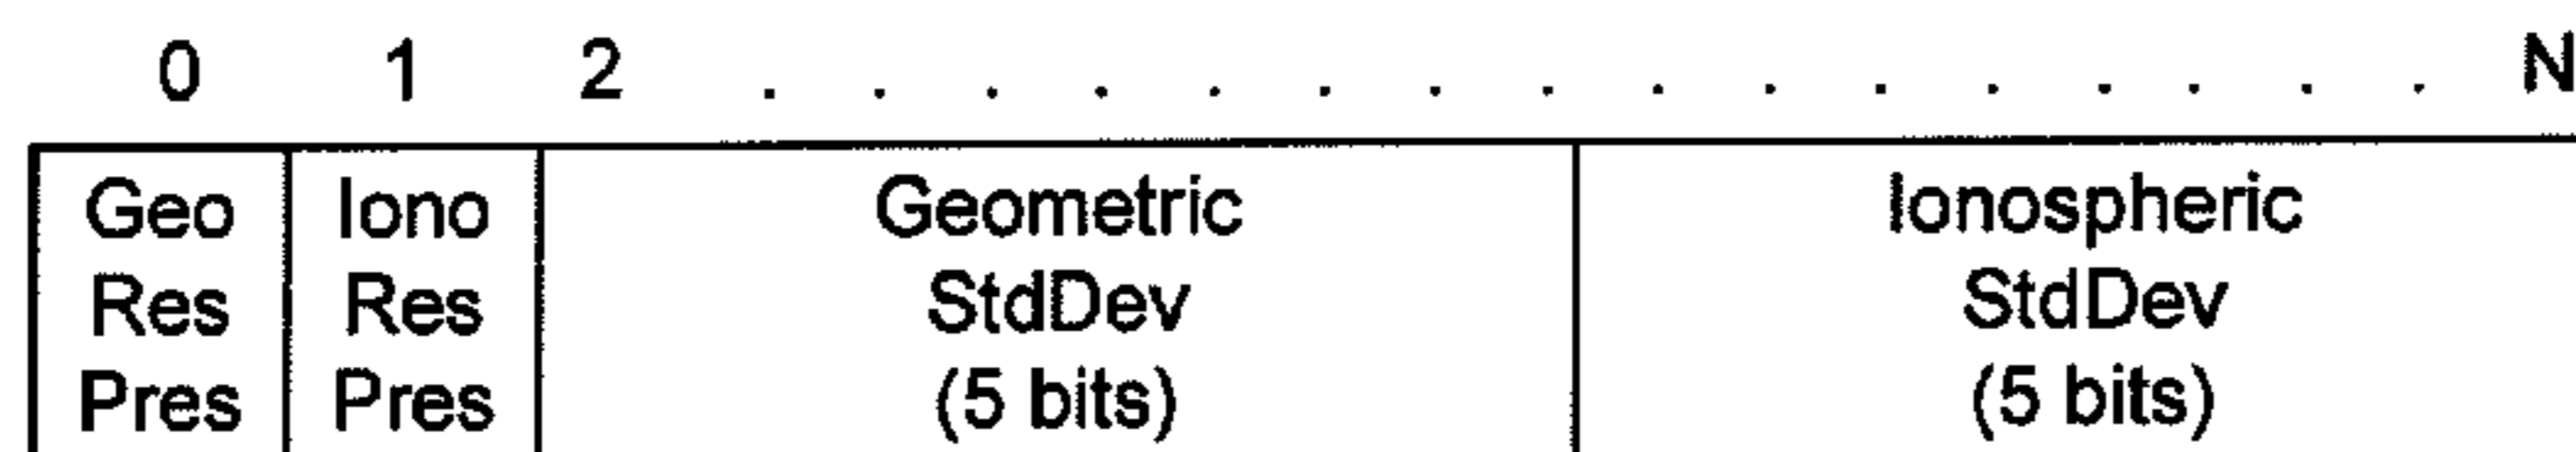 0 1 2 . . . . . . . . . . . . . . . . N
Geo Iono Geometric Ionospheric
Res Res StdDev StdDev
Pres Pres (5 bits) (5 bits)